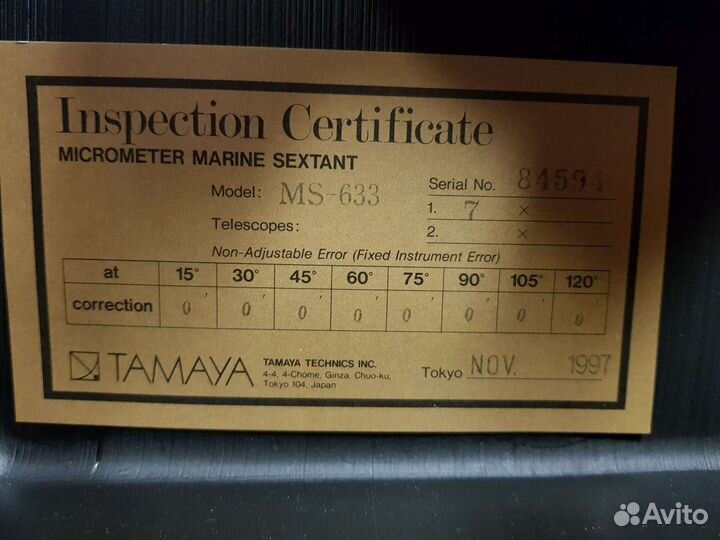 Inspection Certificate
MICROMETER MARINE SEXTANT
Model: MS-633
Serial No. 84594
Telescopes: 1. 7 ×
2. ×
Non-Adjustable Error (Fixed Instrument Error)
at 15° 30° 45° 60° 75° 90° 105° 120°
correction 0' 0' 0' 0' 0' 0' 0' 0'
TAMAYA
TAMAYA TECHNICS INC.
4-4, 4-Chome, Ginza, Chuo-ku,
Tokyo 104, Japan
Tokyo NOV. 1997
Avito